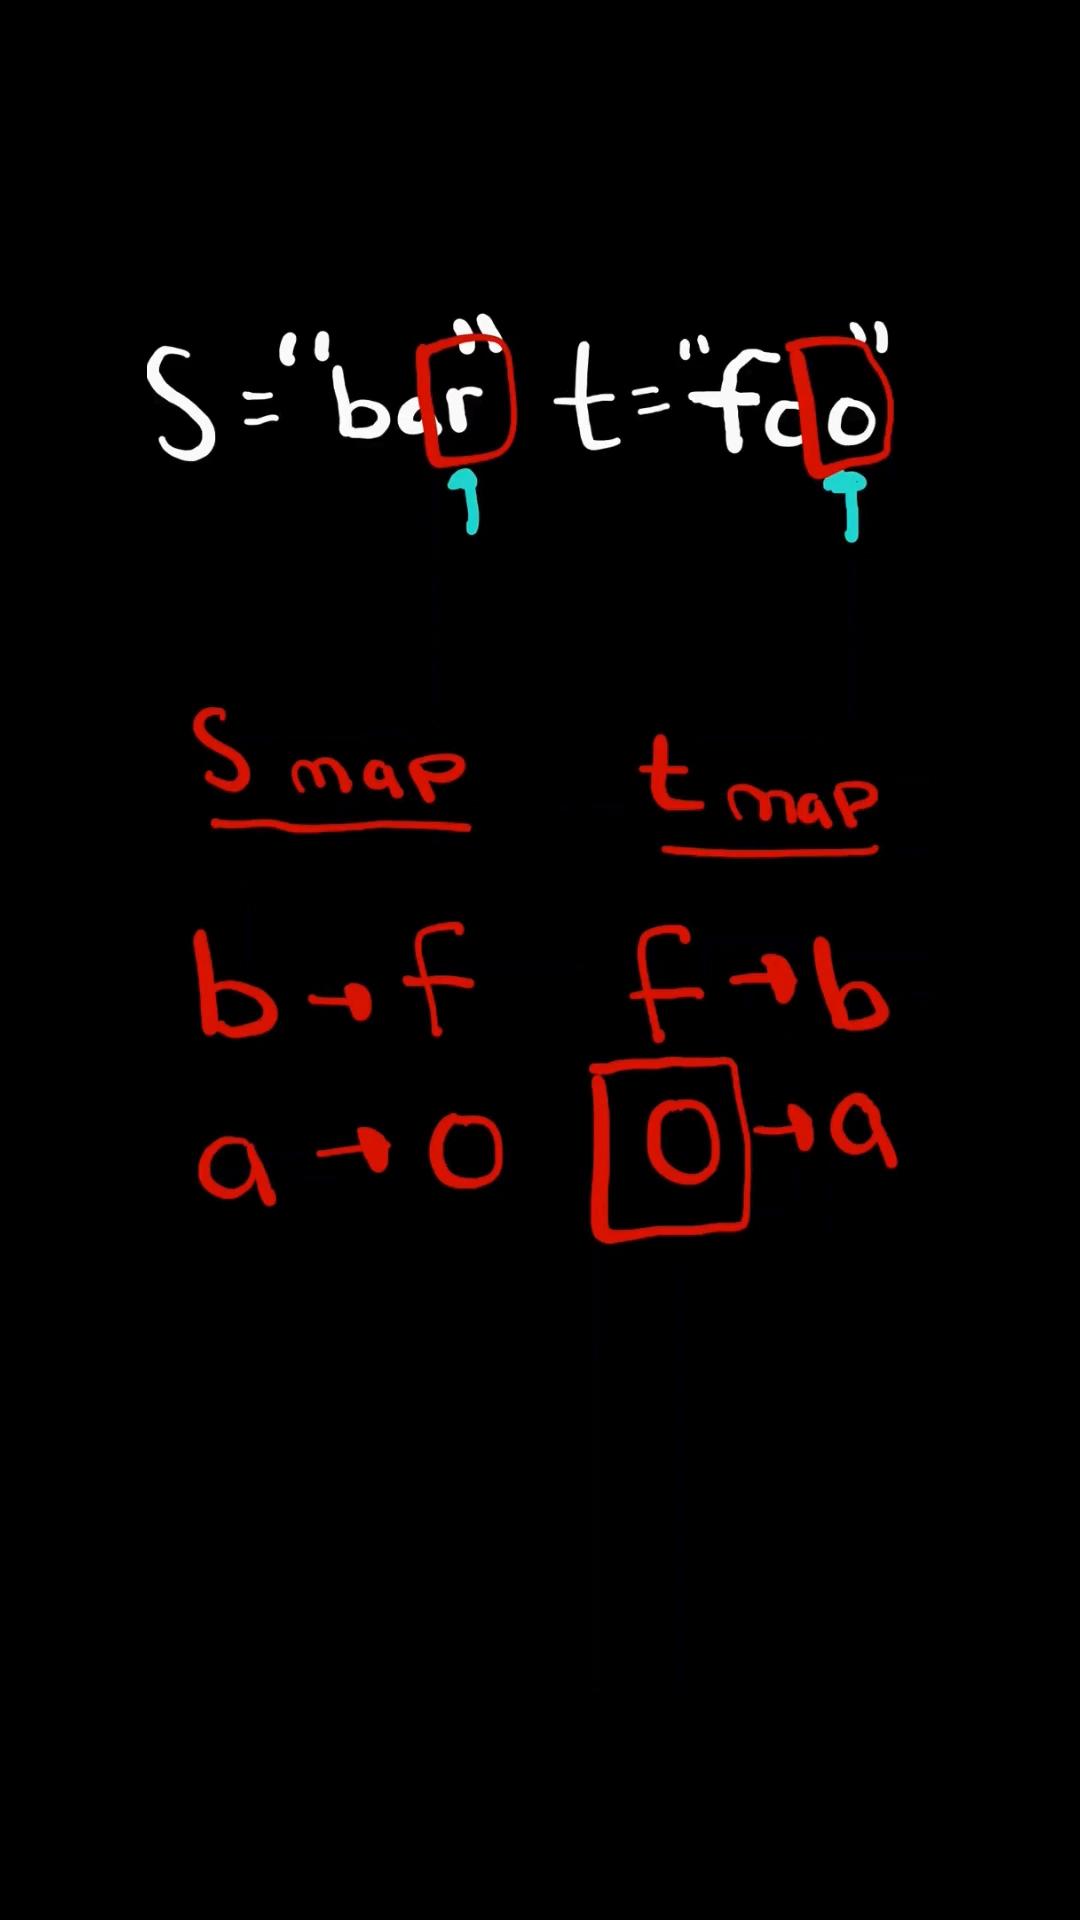 S = "bar" t = "foo"
S map t map
b → f f → b
a → o o → a